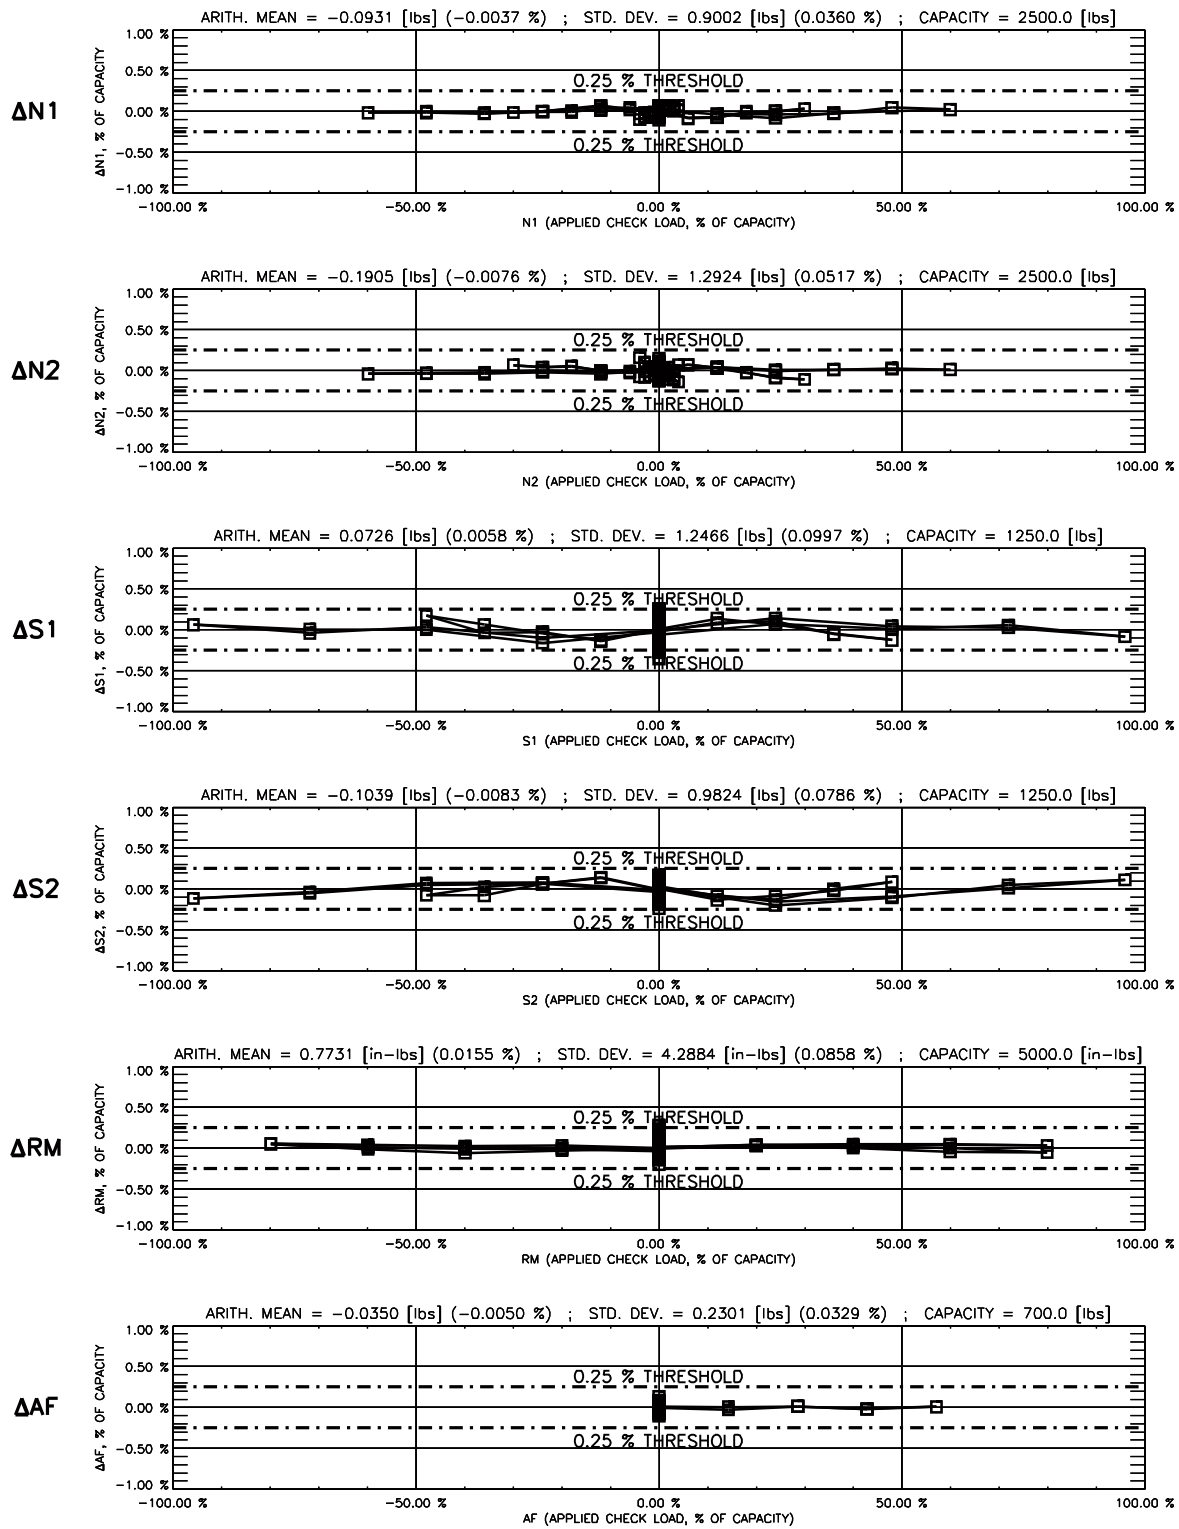 ARITH. MEAN = −0.0931 [lbs] (−0.0037 %) ; STD. DEV. = 0.9002 [lbs] (0.0360 %) ; CAPACITY = 2500.0 [lbs]
1.00 %
0.50 %
0.25 % THRESHOLD
ΔN1
ΔN1, % OF CAPACITY
0.00 %
0.25 % THRESHOLD
−0.50 %
−1.00 %
−100.00 % −50.00 % 0.00 % 50.00 % 100.00 %
N1 (APPLIED CHECK LOAD, % OF CAPACITY)
ARITH. MEAN = −0.1905 [lbs] (−0.0076 %) ; STD. DEV. = 1.2924 [lbs] (0.0517 %) ; CAPACITY = 2500.0 [lbs]
1.00 %
0.50 %
0.25 % THRESHOLD
ΔN2
ΔN2, % OF CAPACITY
0.00 %
0.25 % THRESHOLD
−0.50 %
−1.00 %
−100.00 % −50.00 % 0.00 % 50.00 % 100.00 %
N2 (APPLIED CHECK LOAD, % OF CAPACITY)
ARITH. MEAN = 0.0726 [lbs] (0.0058 %) ; STD. DEV. = 1.2466 [lbs] (0.0997 %) ; CAPACITY = 1250.0 [lbs]
1.00 %
0.50 %
0.25 % THRESHOLD
ΔS1
ΔS1, % OF CAPACITY
0.00 %
0.25 % THRESHOLD
−0.50 %
−1.00 %
−100.00 % −50.00 % 0.00 % 50.00 % 100.00 %
S1 (APPLIED CHECK LOAD, % OF CAPACITY)
ARITH. MEAN = −0.1039 [lbs] (−0.0083 %) ; STD. DEV. = 0.9824 [lbs] (0.0786 %) ; CAPACITY = 1250.0 [lbs]
1.00 %
0.50 %
0.25 % THRESHOLD
ΔS2
ΔS2, % OF CAPACITY
0.00 %
0.25 % THRESHOLD
−0.50 %
−1.00 %
−100.00 % −50.00 % 0.00 % 50.00 % 100.00 %
S2 (APPLIED CHECK LOAD, % OF CAPACITY)
ARITH. MEAN = 0.7731 [in−lbs] (0.0155 %) ; STD. DEV. = 4.2884 [in−lbs] (0.0858 %) ; CAPACITY = 5000.0 [in−lbs]
1.00 %
0.50 %
0.25 % THRESHOLD
ΔRM
ΔRM, % OF CAPACITY
0.00 %
0.25 % THRESHOLD
−0.50 %
−1.00 %
−100.00 % −50.00 % 0.00 % 50.00 % 100.00 %
RM (APPLIED CHECK LOAD, % OF CAPACITY)
ARITH. MEAN = −0.0350 [lbs] (−0.0050 %) ; STD. DEV. = 0.2301 [lbs] (0.0329 %) ; CAPACITY = 700.0 [lbs]
1.00 %
0.50 %
0.25 % THRESHOLD
ΔAF
ΔAF, % OF CAPACITY
0.00 %
0.25 % THRESHOLD
−0.50 %
−1.00 %
−100.00 % −50.00 % 0.00 % 50.00 % 100.00 %
AF (APPLIED CHECK LOAD, % OF CAPACITY)